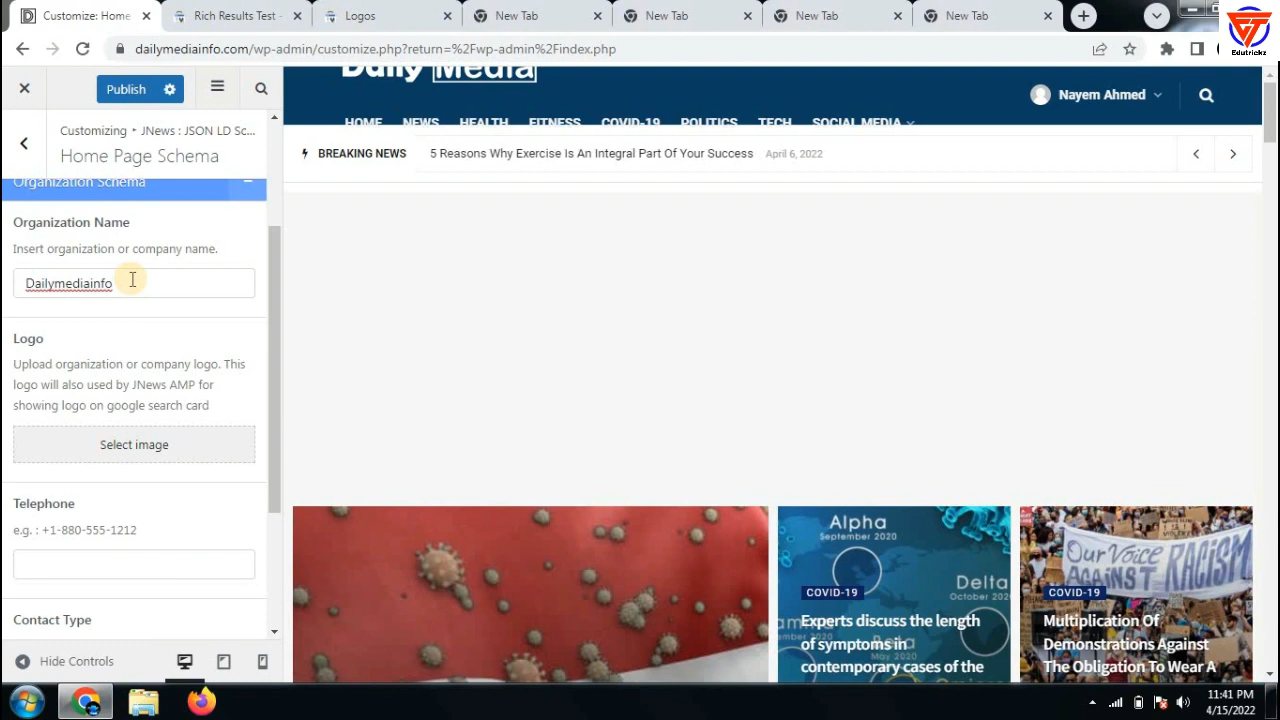 Customize: Home
Rich Results Test -
Logos
New Tab
New Tab
New Tab
New Tab
Edutrickz
dailymediainfo.com/wp-admin/customize.php?return=%2Fwp-admin%2Findex.php
Publish
Customizing ▸ JNews : JSON LD Sc...
Home Page Schema
Organization Schema
Organization Name
Insert organization or company name.
Dailymediainfo
Logo
Upload organization or company logo. This
logo will also used by JNews AMP for
showing logo on google search card
Select image
Telephone
e.g. : +1-880-555-1212
Contact Type
Hide Controls
Daily Media
Nayem Ahmed
HOME NEWS HEALTH FITNESS COVID-19 POLITICS TECH SOCIAL MEDIA
BREAKING NEWS
5 Reasons Why Exercise Is An Integral Part Of Your Success April 6, 2022
Alpha
September 2020
Delta
October 202
May 2020
COVID-19
Experts discuss the length
of symptoms in
contemporary cases of the
Our Voice
AGAINST RACISM
COVID-19
Multiplication Of
Demonstrations Against
The Obligation To Wear A
11:41 PM
4/15/2022